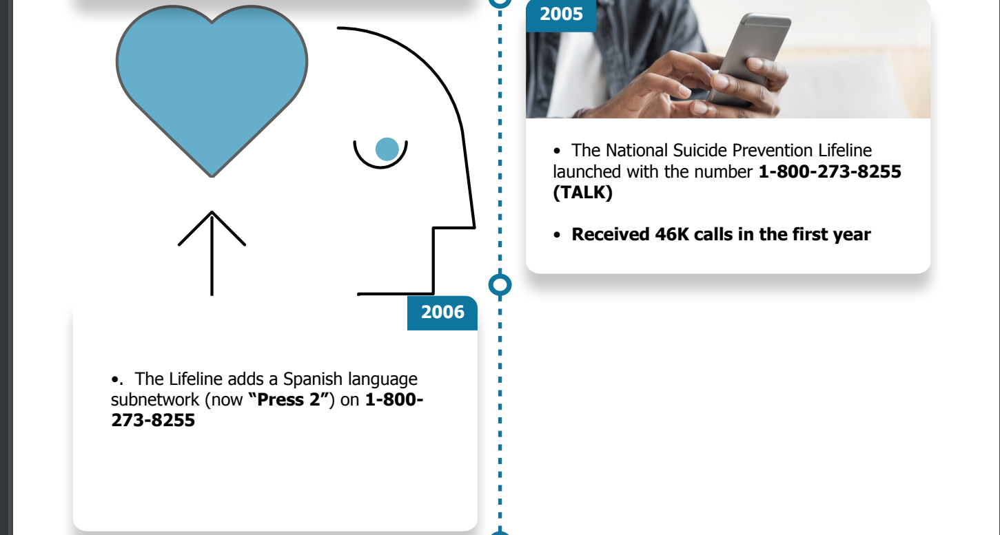 2005
• The National Suicide Prevention Lifeline
launched with the number 1-800-273-8255
(TALK)
• Received 46K calls in the first year
2006
•. The Lifeline adds a Spanish language
subnetwork (now “Press 2”) on 1-800-
273-8255